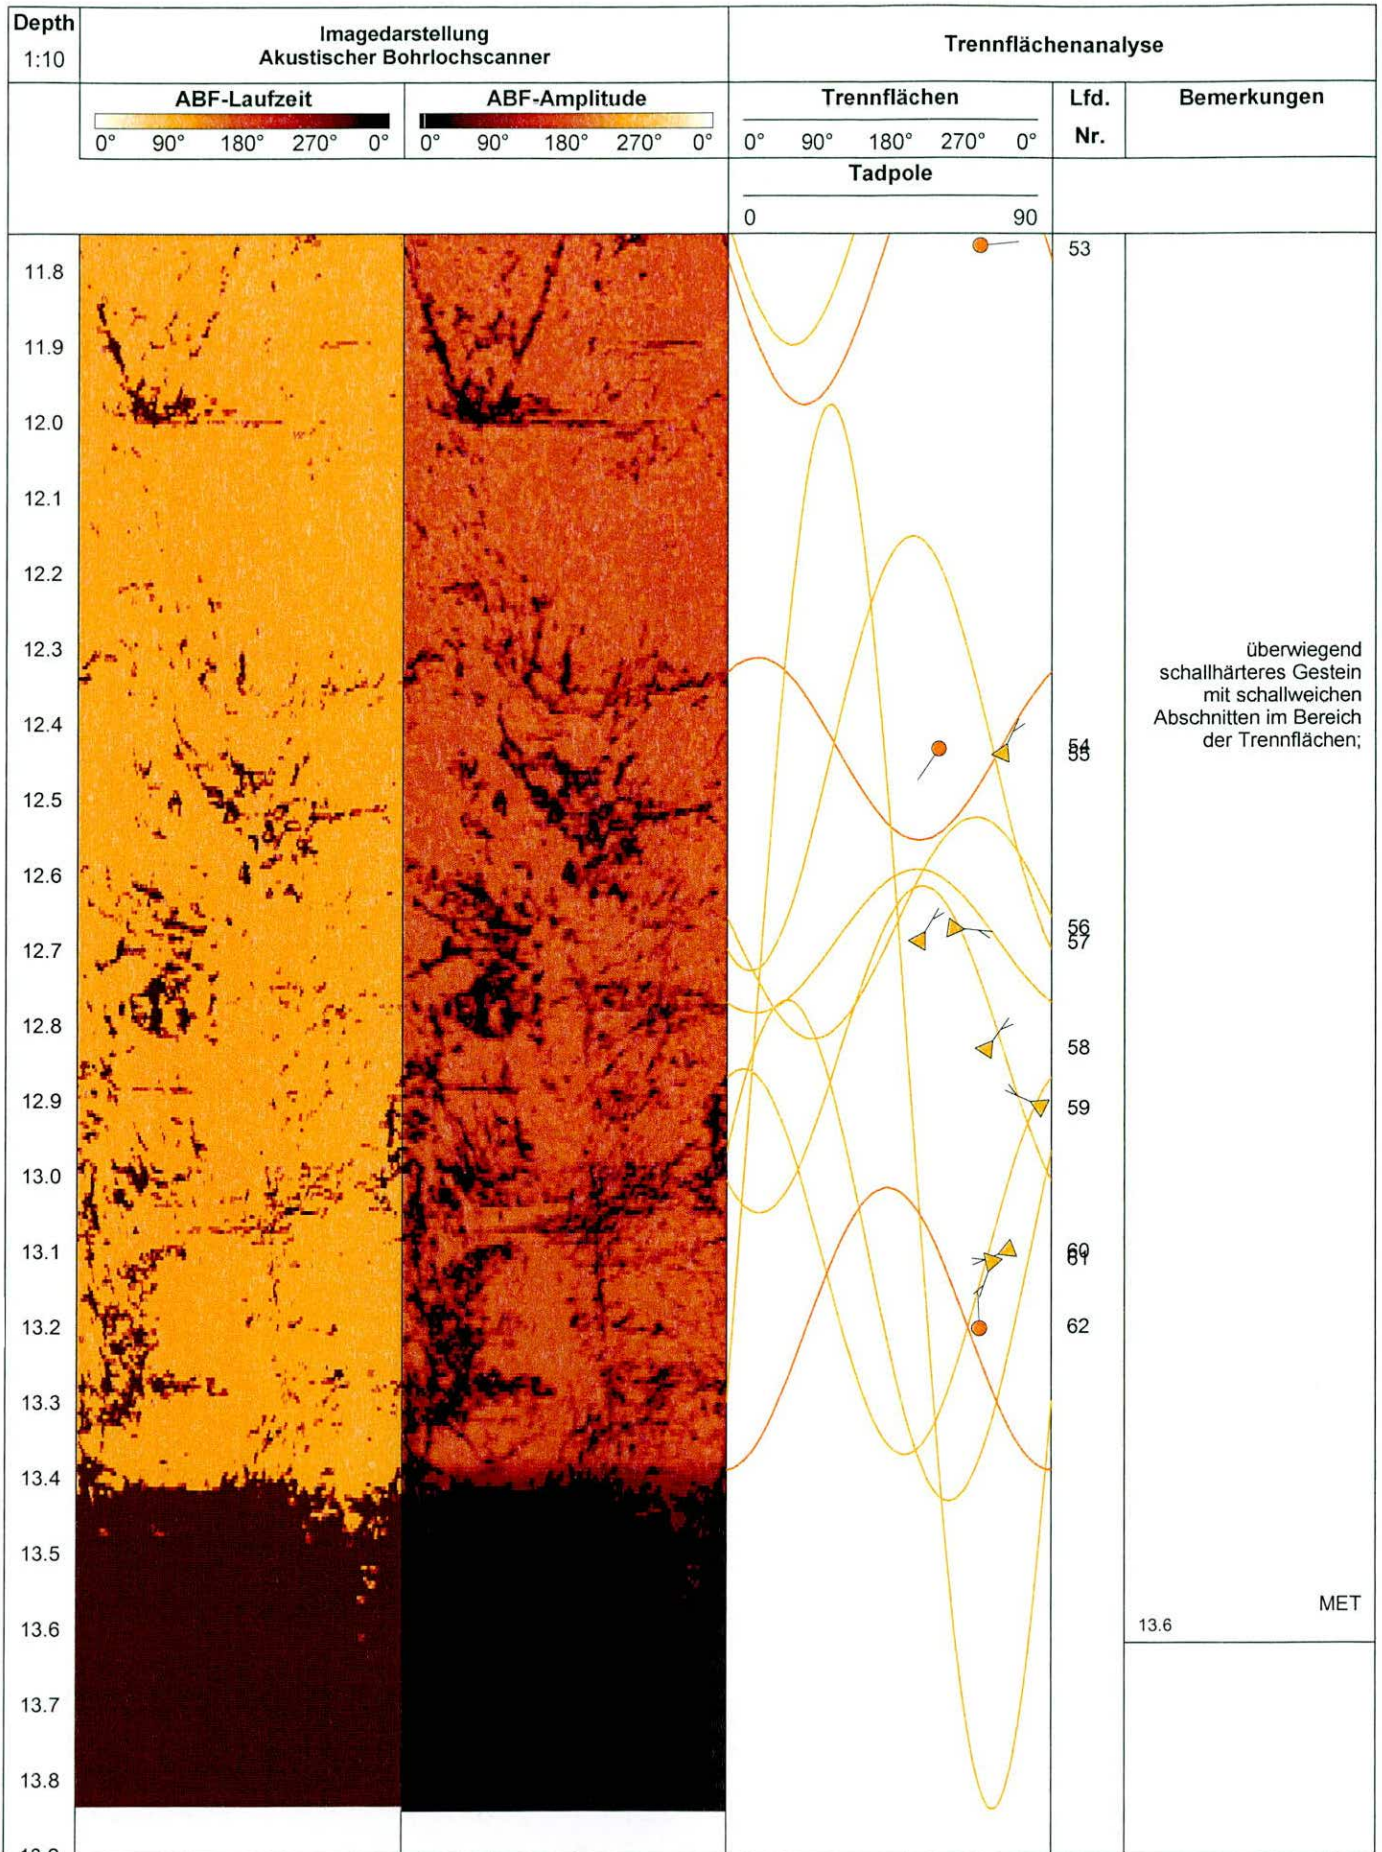 Depth
1:10
Imagedarstellung
Akustischer Bohrlochscanner
Trennflächenanalyse
ABF-Laufzeit
0° 90° 180° 270° 0°
ABF-Amplitude
0° 90° 180° 270° 0°
Trennflächen
0° 90° 180° 270° 0°
Lfd.
Nr.
Bemerkungen
Tadpole
0 90
53
11.8
11.9
12.0
12.1
12.2
12.3
überwiegend
schallhärteres Gestein
mit schallweichen
Abschnitten im Bereich
der Trennflächen;
12.4
54
55
12.5
12.6
56
57
12.7
12.8
58
12.9
59
13.0
13.1
60
61
13.2
62
13.3
13.4
13.5
13.6
MET
13.6
13.7
13.8